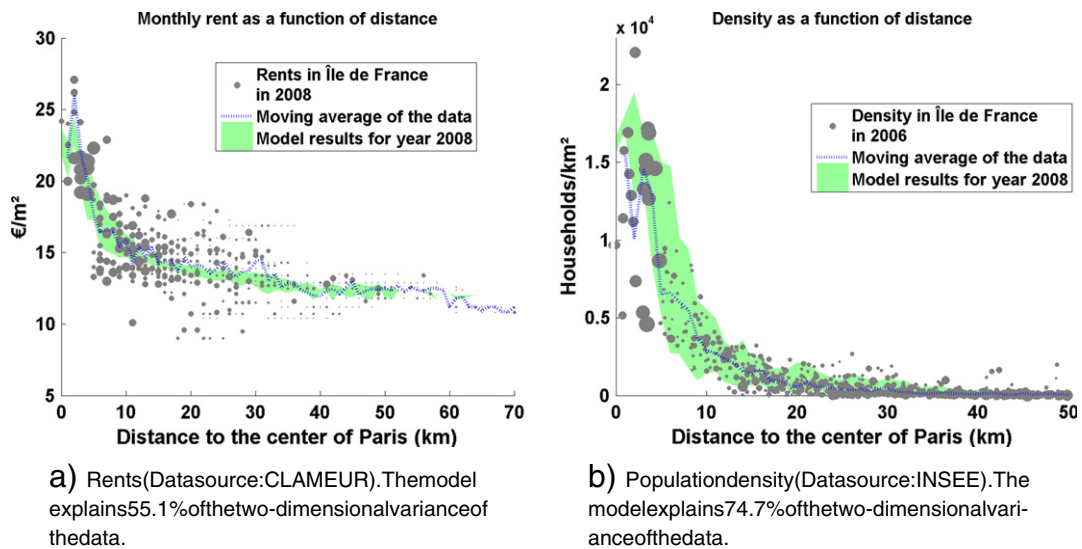 Monthly rent as a function of distance
30
25
20
15
10
5
€/m²
Rents in Île de France
in 2008
Moving average of the data
Model results for year 2008
0 10 20 30 40 50 60 70
Distance to the center of Paris (km)
a) Rents(Datasource:CLAMEUR).Themodel
explains55.1%ofthetwo-dimensionalvarianceof
thedata.
Density as a function of distance
x 10⁴
2
1.5
1
0.5
0
Households/km²
Density in Île de France
in 2006
Moving average of the data
Model results for year 2008
0 10 20 30 40 50
Distance to the center of Paris (km)
b) Populationdensity(Datasource:INSEE).The
modelexplains74.7%ofthetwo-dimensionalvari-
anceofthedata.